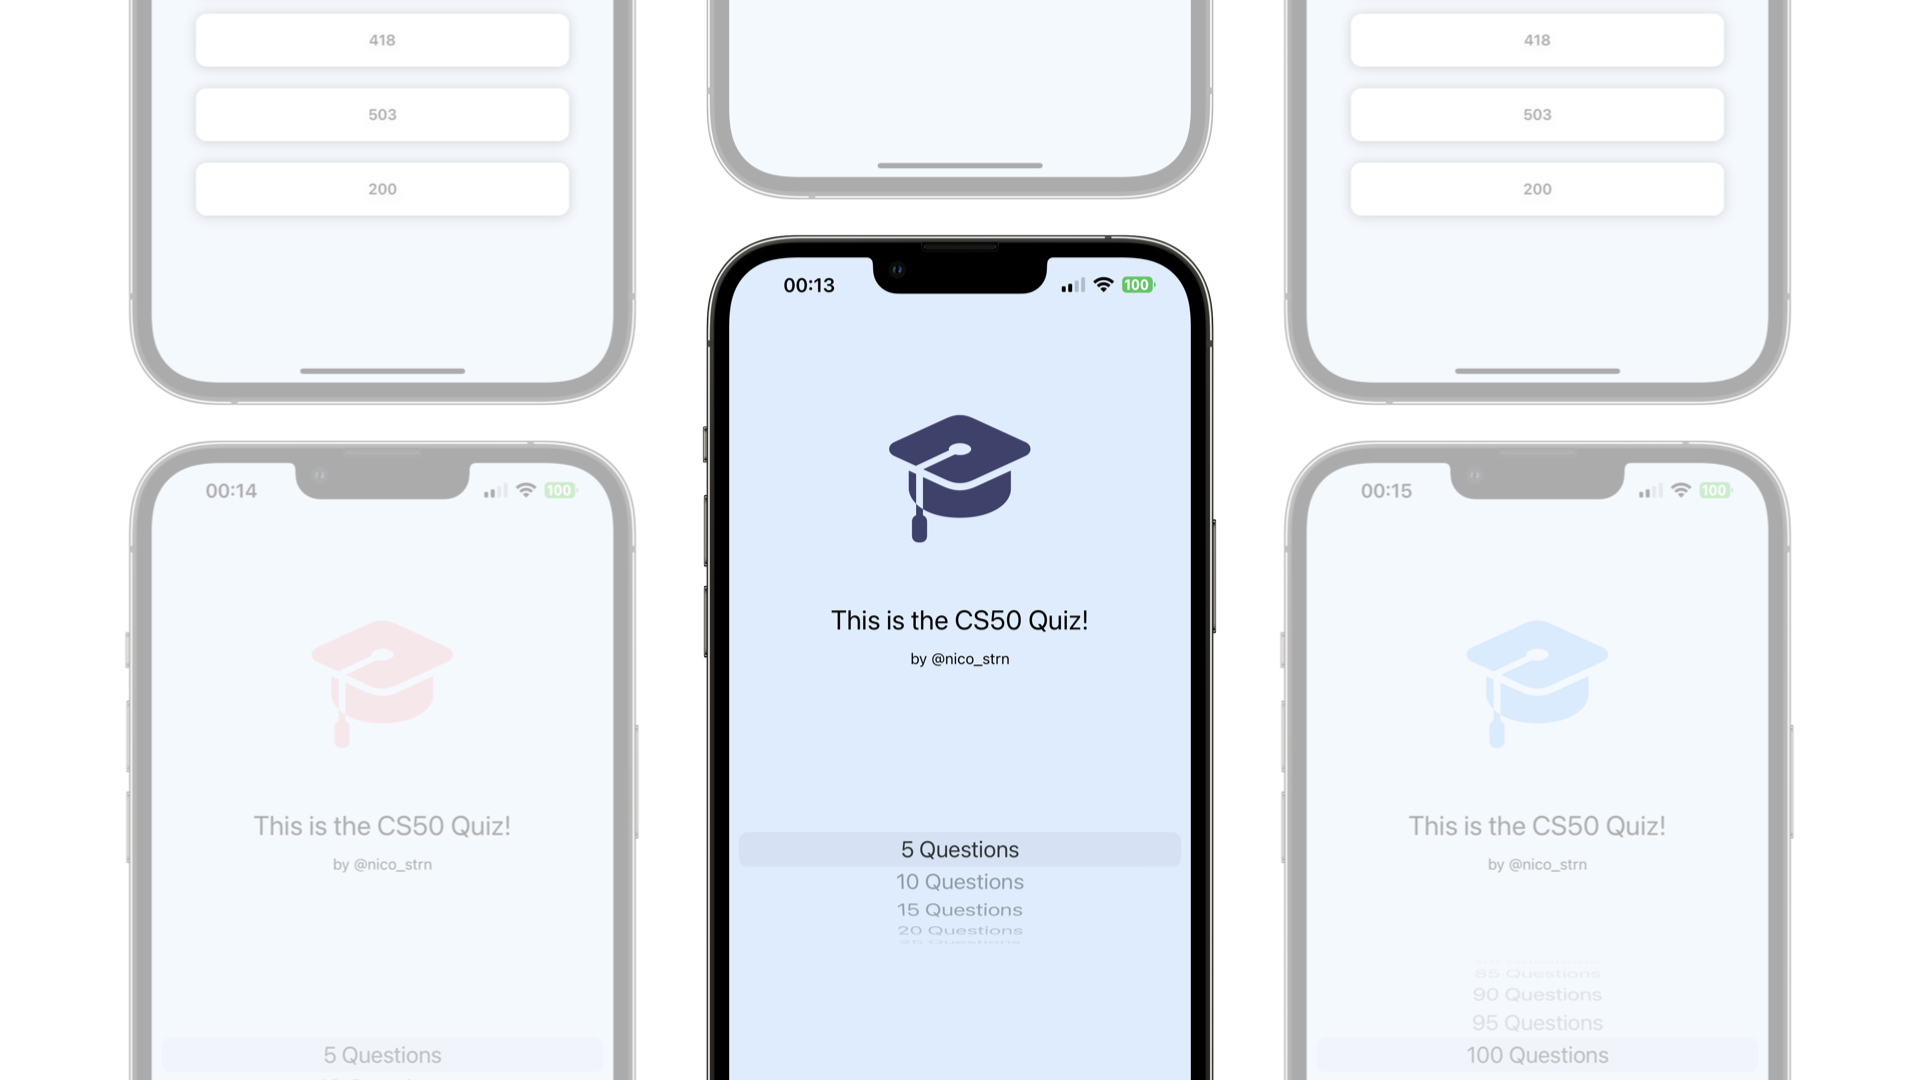 418
503
200
418
503
200
00:13
100
This is the CS50 Quiz!
by @nico_strn
5 Questions
10 Questions
15 Questions
20 Questions
25 Questions
00:14
100
This is the CS50 Quiz!
by @nico_strn
5 Questions
00:15
100
This is the CS50 Quiz!
by @nico_strn
85 Questions
90 Questions
95 Questions
100 Questions